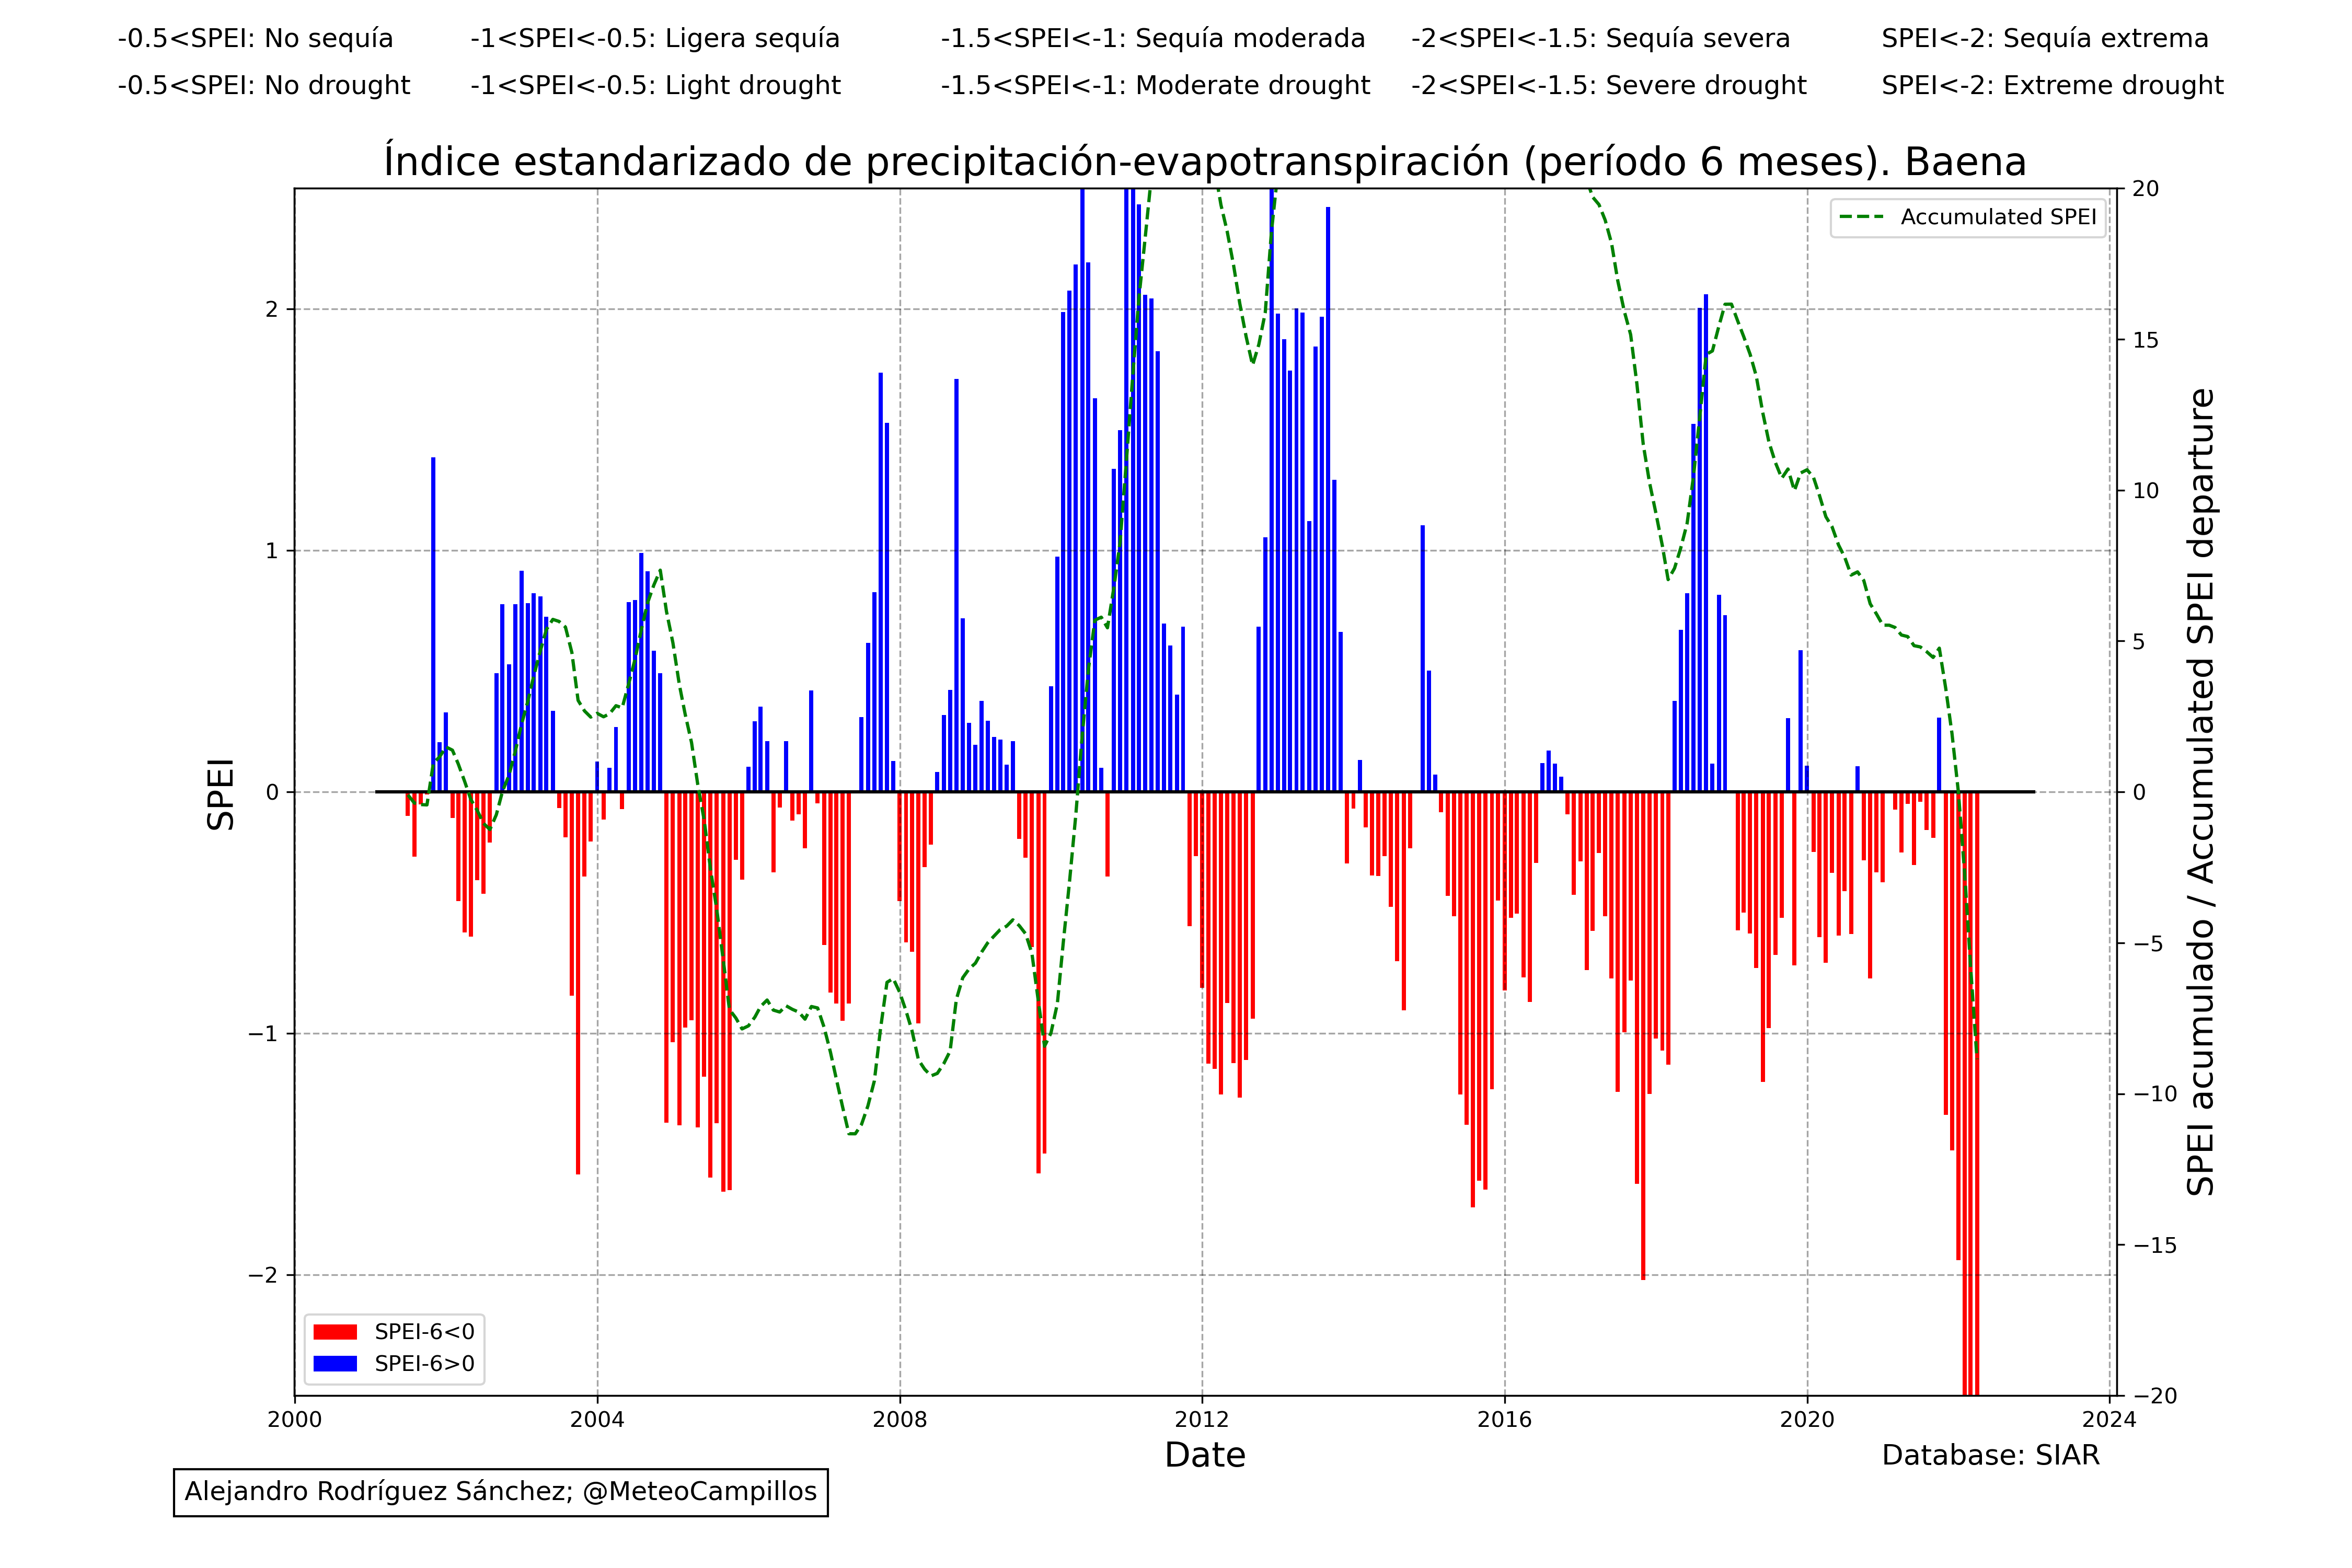 -0.5<SPEI: No sequía -1<SPEI<-0.5: Ligera sequía -1.5<SPEI<-1: Sequía moderada -2<SPEI<-1.5: Sequía severa SPEI<-2: Sequía extrema
-0.5<SPEI: No drought -1<SPEI<-0.5: Light drought -1.5<SPEI<-1: Moderate drought -2<SPEI<-1.5: Severe drought SPEI<-2: Extreme drought
Índice estandarizado de precipitación-evapotranspiración (período 6 meses). Baena
Accumulated SPEI
SPEI
2
1
0
−1
−2
20
15
10
5
0
−5
−10
−15
−20
SPEI acumulado / Accumulated SPEI departure
SPEI-6<0
SPEI-6>0
2000 2004 2008 2012 2016 2020 2024
Date
Database: SIAR
Alejandro Rodríguez Sánchez; @MeteoCampillos